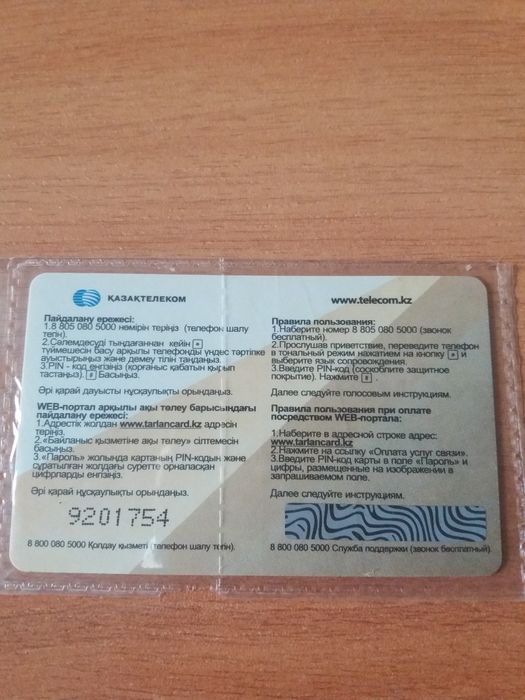 ҚАЗАҚТЕЛЕКОМ
Пайдалану ережесі:
1.8 805 080 5000 нөмірін теріңіз (телефон шалу
тегін).
2.Сәлемдесуді тыңдағаннан кейін *
түймешесін басу арқылы телефонды үндес тәртіпке
ауыстырыңыз және демеу тілін таңдаңыз.
3.PIN - код енгізіңіз (қорғаныс қабатын қырып
тастаңыз). # Басыңыз.
Әрі қарай дауысты нұсқаулықты орындаңыз.
WEB-портал арқылы ақы төлеу барысындағы
пайдалану ережесі:
1.Адрестік жолдан www.tarlancard.kz адресін
теріңіз.
2.«Байланыс қызметіне ақы төлеу» сілтемесін
басыңыз.
3.«Пароль» жолында картаның PIN-кодын және
сұратылған жолдағы суретте орналасқан
цифрларды енгізіңіз.
Әрі қарай нұсқаулықты орындаңыз.
9201754
8 800 080 5000 Қолдау қызметі (телефон шалу тегін).
www.telecom.kz
Правила пользования:
1.Наберите номер 8 805 080 5000 (звонок
бесплатный).
2.Прослушав приветствие, переведите телефон
в тональный режим нажатием на кнопку * и
выберите язык сопровождения.
3.Введите PIN-код (соскоблите защитное
покрытие). Нажмите # .
Далее следуйте голосовым инструкциям.
Правила пользования при оплате
посредством WEB-портала:
1.Наберите в адресной строке адрес:
www.tarlancard.kz
2.Нажмите на ссылку «Оплата услуг связи».
3.Введите PIN-код карты в поле «Пароль» и
цифры, размещенные на изображении в
запрашиваемом поле.
Далее следуйте инструкциям.
8 800 080 5000 Служба поддержки (звонок бесплатный).